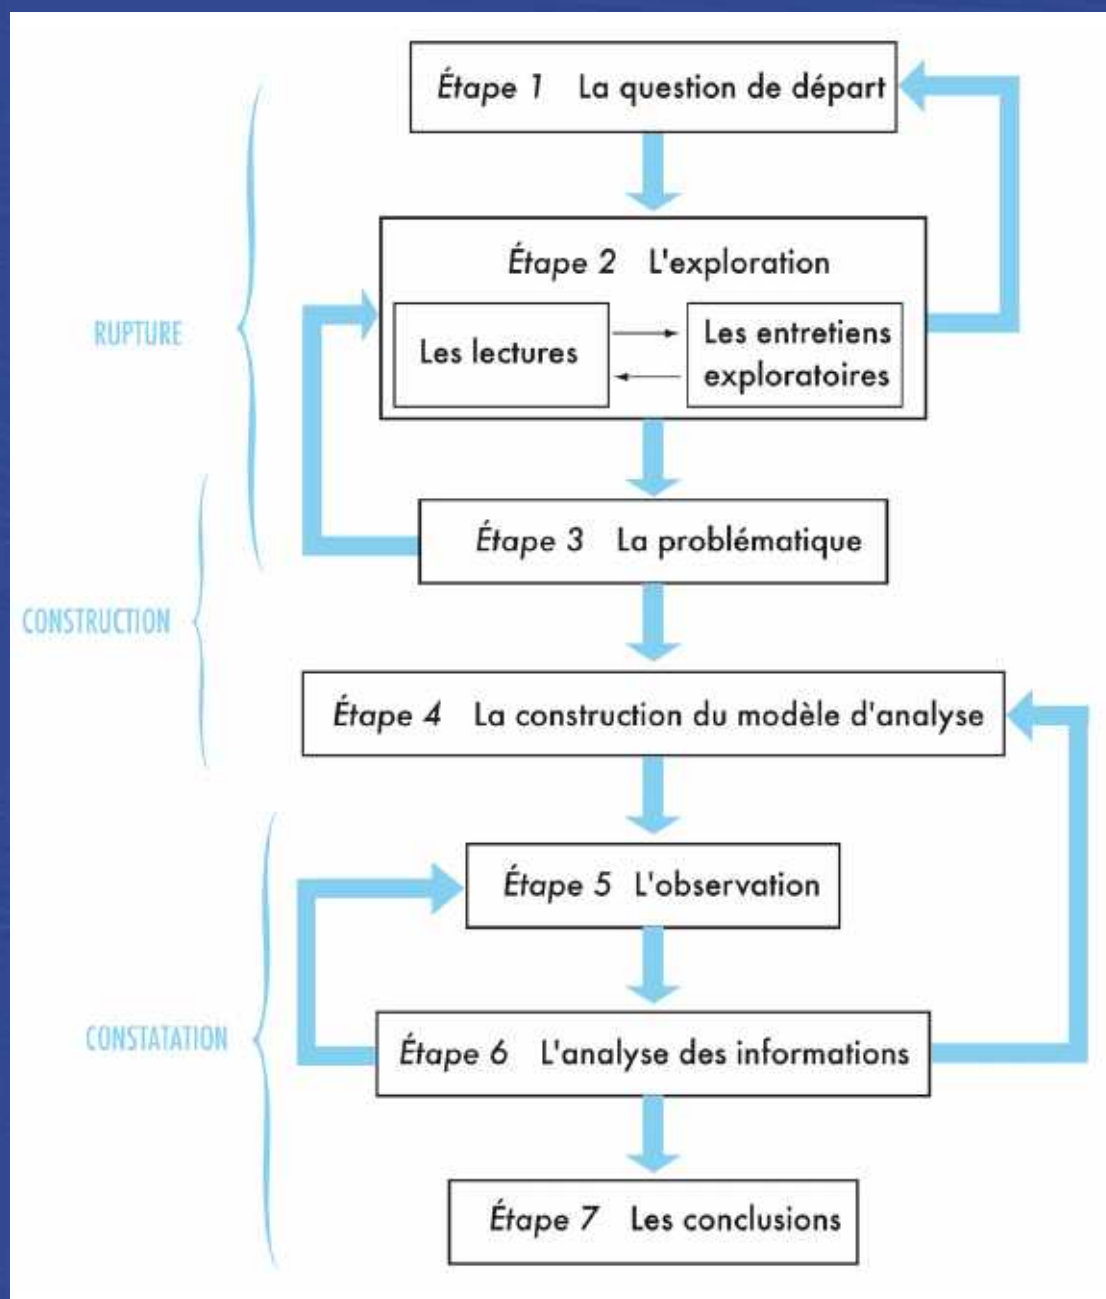 Étape 1 La question de départ
Étape 2 L'exploration
RUPTURE
Les lectures
Les entretiens
exploratoires
Étape 3 La problématique
CONSTRUCTION
Étape 4 La construction du modèle d'analyse
Étape 5 L'observation
CONSTATATION
Étape 6 L'analyse des informations
Étape 7 Les conclusions